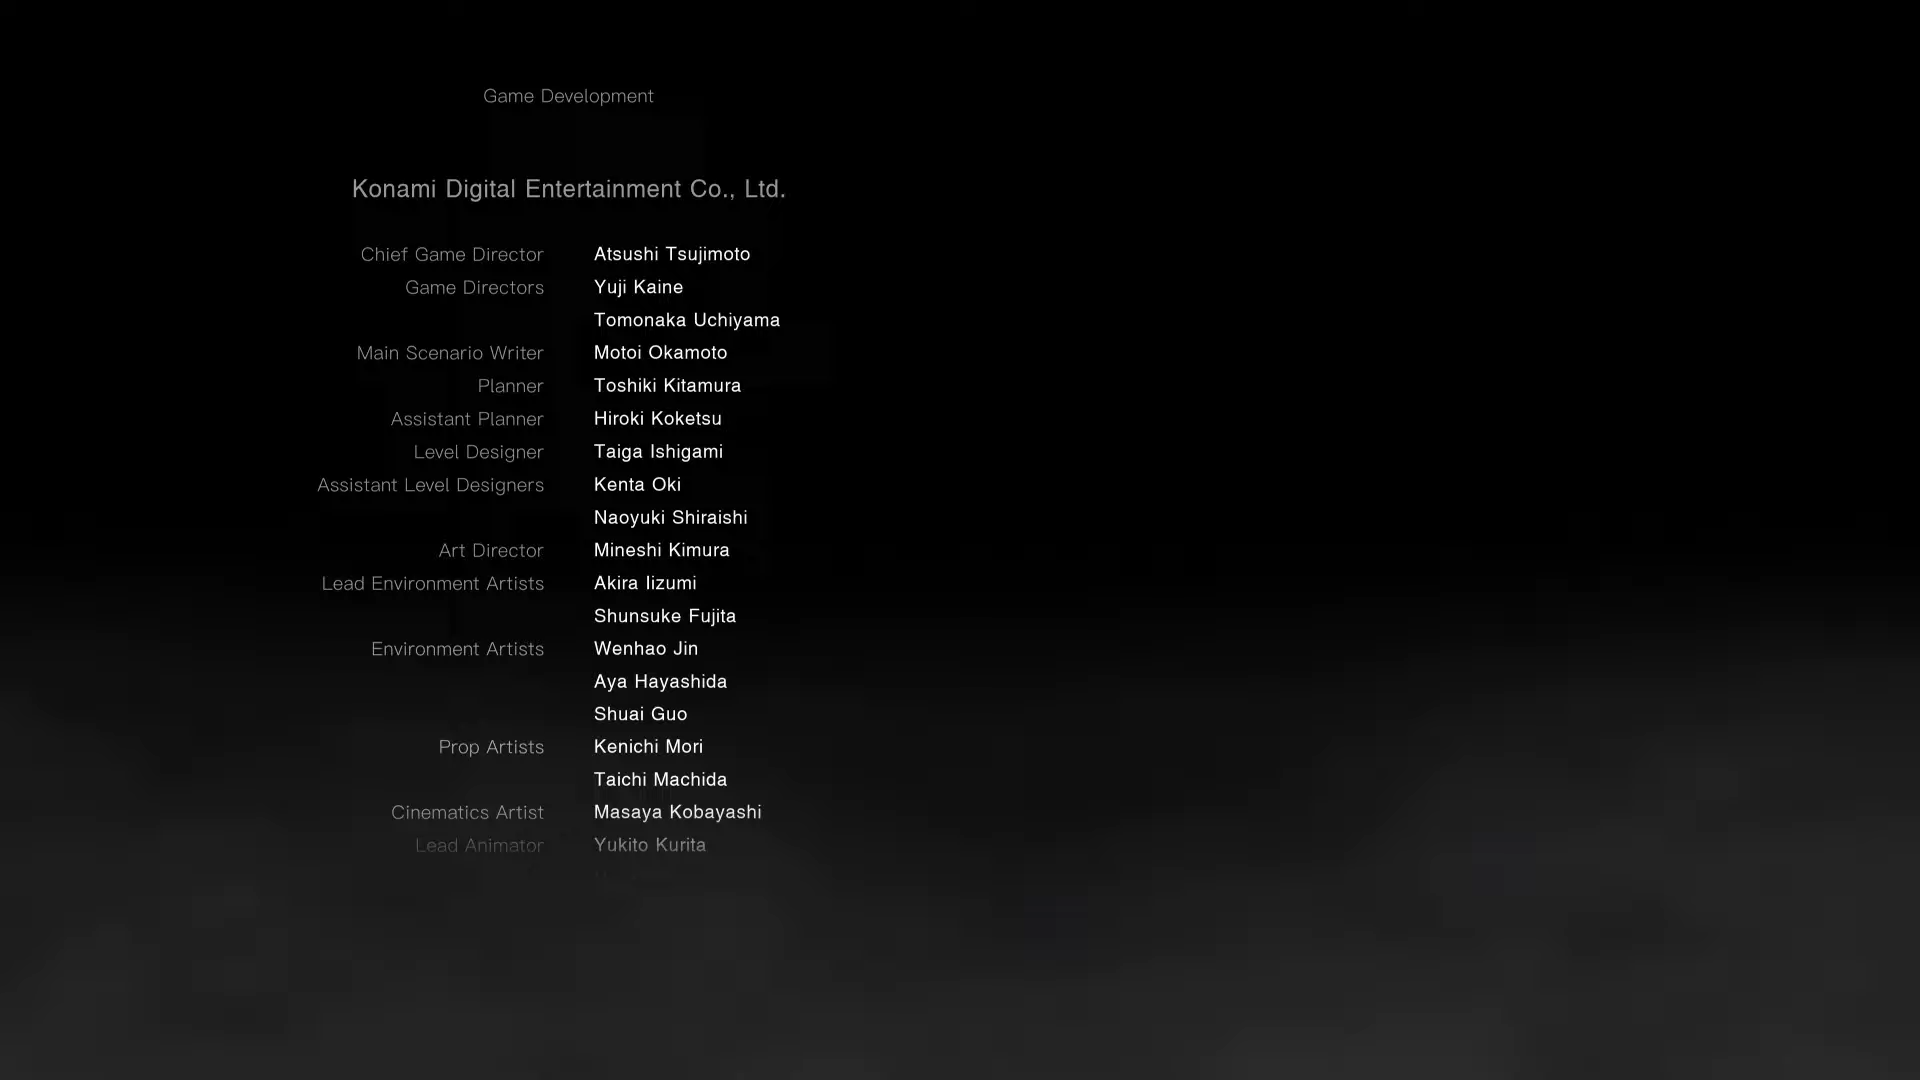 Game Development
Konami Digital Entertainment Co., Ltd.
Chief Game Director Atsushi Tsujimoto
Game Directors Yuji Kaine
Tomonaka Uchiyama
Main Scenario Writer Motoi Okamoto
Planner Toshiki Kitamura
Assistant Planner Hiroki Koketsu
Level Designer Taiga Ishigami
Assistant Level Designers Kenta Oki
Naoyuki Shiraishi
Art Director Mineshi Kimura
Lead Environment Artists Akira Iizumi
Shunsuke Fujita
Environment Artists Wenhao Jin
Aya Hayashida
Shuai Guo
Prop Artists Kenichi Mori
Taichi Machida
Cinematics Artist Masaya Kobayashi
Lead Animator Yukito Kurita